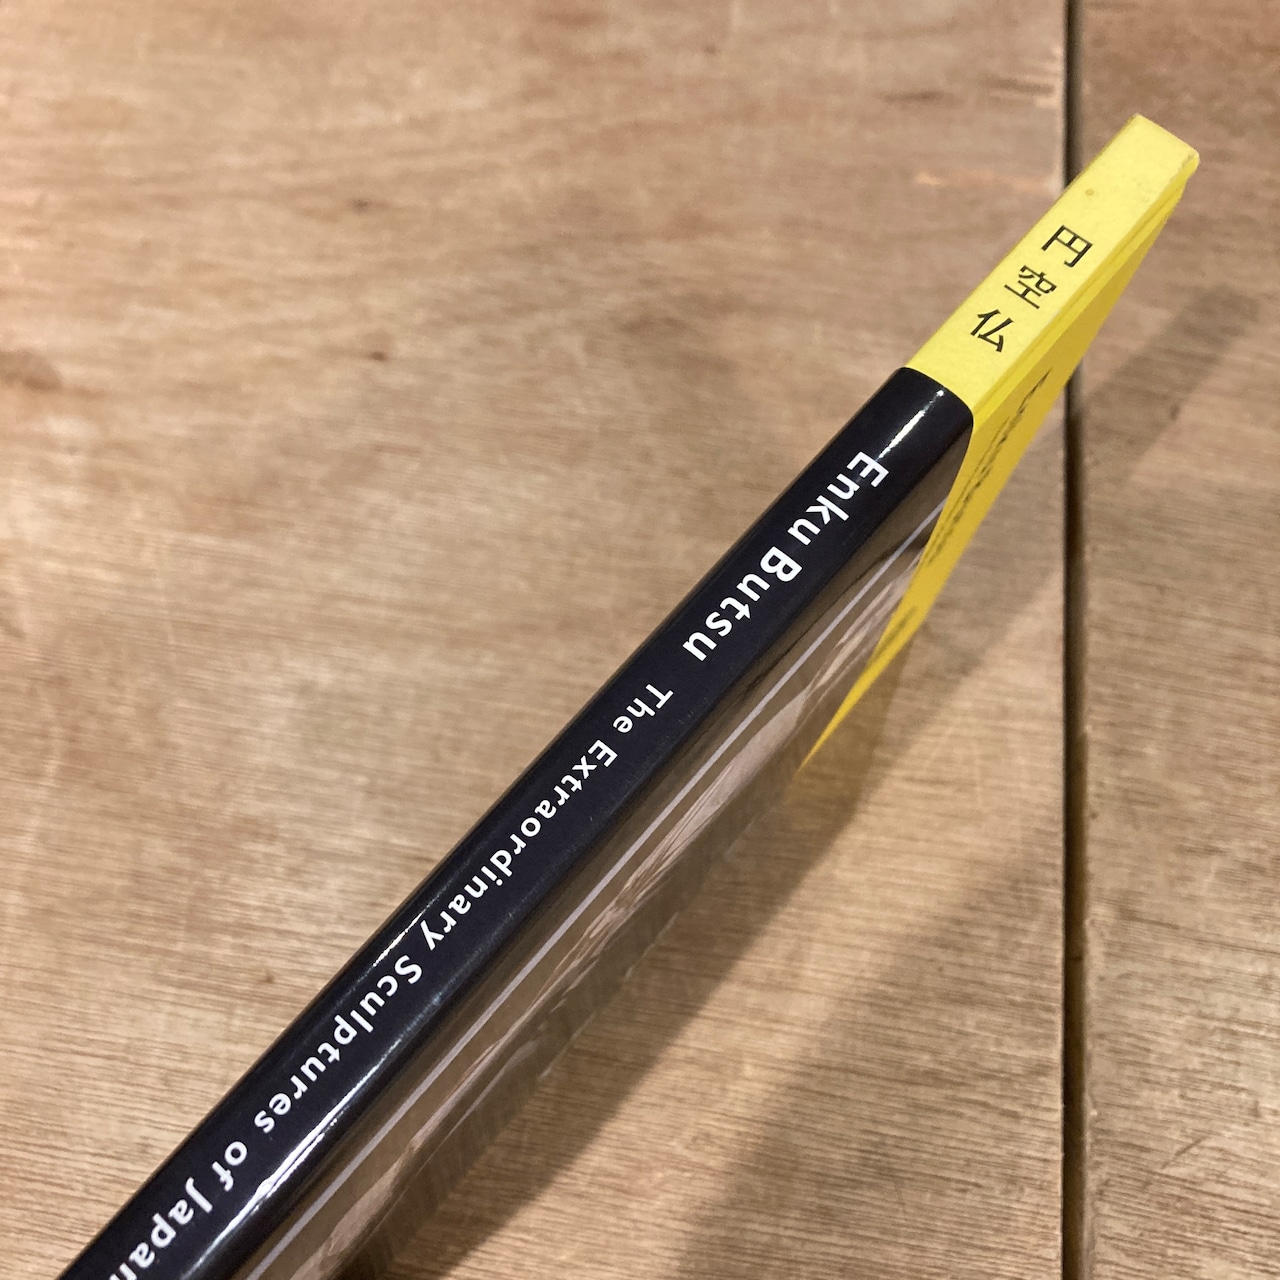 円空仏
Enku Butsu The Extraordinary Sculptures of Japan